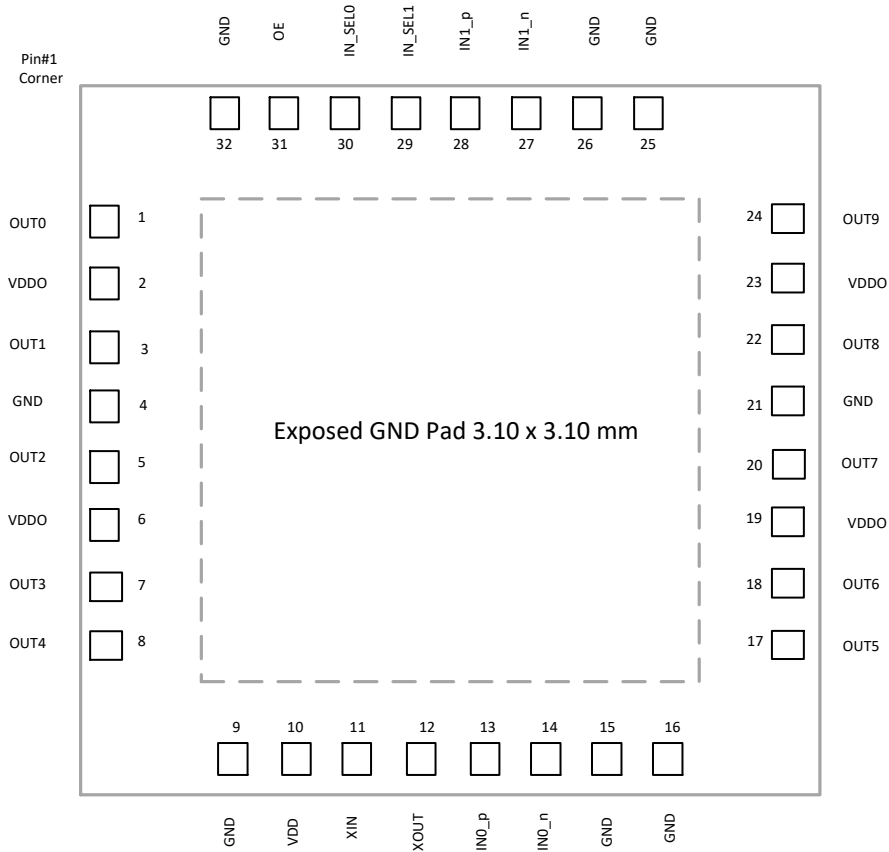 GND
OE
IN_SEL0
IN_SEL1
IN1_p
IN1_n
GND
GND
Pin#1
Corner
32
31
30
29
28
27
26
25
OUT0
1
24
OUT9
VDDO
2
23
VDDO
OUT1
3
22
OUT8
GND
4
21
GND
Exposed GND Pad 3.10 x 3.10 mm
OUT2
5
20
OUT7
VDDO
6
19
VDDO
OUT3
7
18
OUT6
OUT4
8
17
OUT5
9
10
11
12
13
14
15
16
GND
VDD
XIN
XOUT
IN0_p
IN0_n
GND
GND